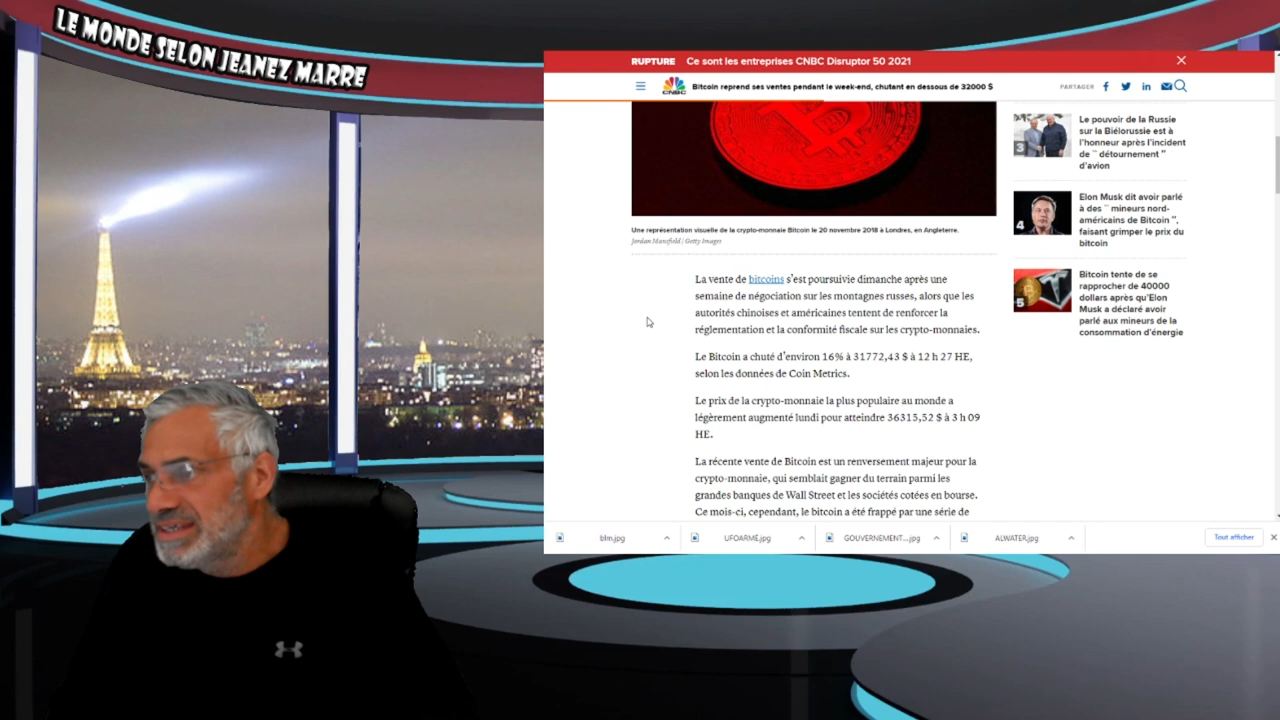 LE MONDE SELON JEANEZ MARRE
RUPTURE Ce sont les entreprises CNBC Disruptor 50 2021
CNBC
Bitcoin reprend ses ventes pendant le week-end, chutant en dessous de 32000 $
PARTAGER
Une représentation visuelle de la crypto-monnaie Bitcoin le 20 novembre 2018 à Londres, en Angleterre.
Jordan Mansfield | Getty Images
La vente de bitcoins s'est poursuivie dimanche après une
semaine de négociation sur les montagnes russes, alors que les
autorités chinoises et américaines tentent de renforcer la
réglementation et la conformité fiscale sur les crypto-monnaies.
Le Bitcoin a chuté d'environ 16% à 31772,43 $ à 12 h 27 HE,
selon les données de Coin Metrics.
Le prix de la crypto-monnaie la plus populaire au monde a
légèrement augmenté lundi pour atteindre 36315,52 $ à 3 h 09
HE.
La récente vente de Bitcoin est un renversement majeur pour la
crypto-monnaie, qui semblait gagner du terrain parmi les
grandes banques de Wall Street et les sociétés cotées en bourse.
Ce mois-ci, cependant, le bitcoin a été frappé par une série de
3
Le pouvoir de la Russie
sur la Biélorussie est à
l'honneur après l'incident
de `` détournement ''
d'avion
4
Elon Musk dit avoir parlé
à des `` mineurs nord-
américains de Bitcoin '',
faisant grimper le prix du
bitcoin
5
Bitcoin tente de se
rapprocher de 40000
dollars après qu'Elon
Musk a déclaré avoir
parlé aux mineurs de la
consommation d'énergie
blm.jpg
UFOARMÉ.jpg
GOUVERNEMENT....jpg
ALWATER.jpg
Tout afficher